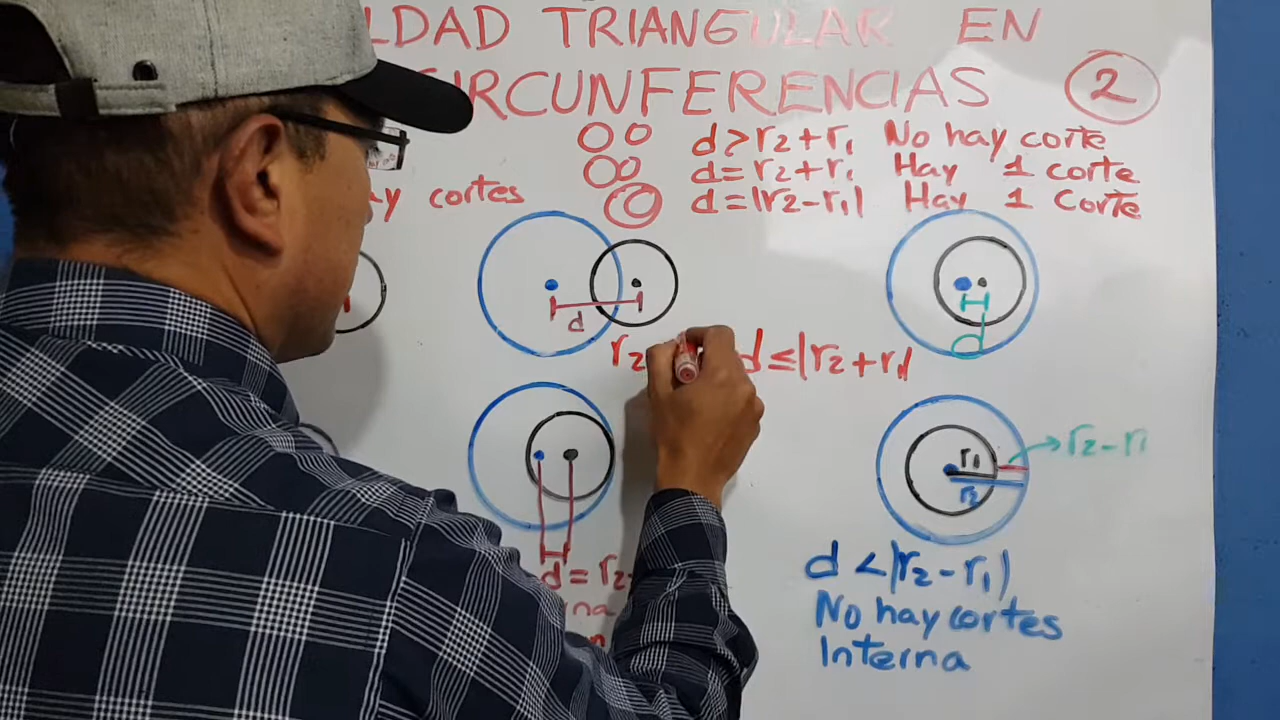 LDAD TRIANGULAR EN
CIRCUNFERENCIAS 2
d>r2+r1 No hay corte
d=r2+r1 Hay 1 corte
d=|r2-r1| Hay 1 Corte
cortes
d
d
r2
d≤|r2+r1
r1
r2
r2-r1
d=r2
d<|r2-r1|
No hay cortes
Interna